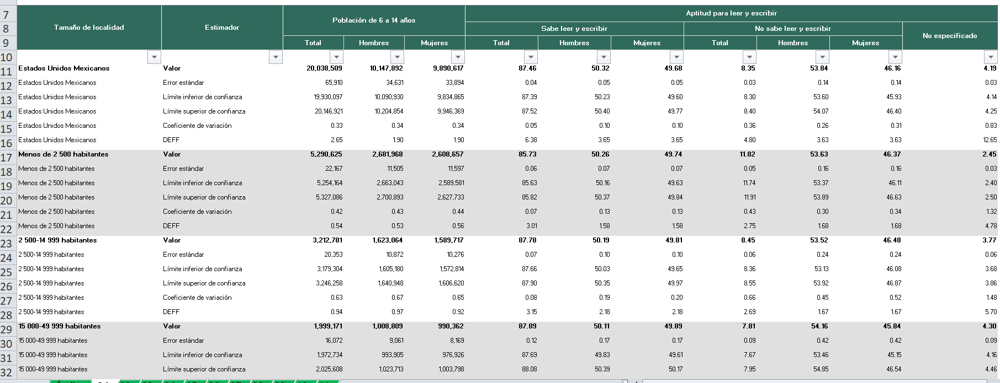 7 Aptitud para leer y escribir
Tamaño de localidad Estimador Población de 6 a 14 años
8 Sabe leer y escribir No sabe leer y escribir No especificado
9 Total Hombres Mujeres Total Hombres Mujeres Total Hombres Mujeres
10
11 Estados Unidos Mexicanos Valor 20,038,509 10,147,892 9,890,617 87.46 50.32 49.68 8.35 53.84 46.16 4.19
12 Estados Unidos Mexicanos Error estándar 65,910 34,631 33,894 0.04 0.05 0.05 0.03 0.14 0.14 0.03
13 Estados Unidos Mexicanos Límite inferior de confianza 19,930,097 10,090,930 9,834,865 87.39 50.23 49.60 8.30 53.60 45.93 4.14
14 Estados Unidos Mexicanos Límite superior de confianza 20,146,921 10,204,854 9,946,369 87.52 50.40 49.77 8.40 54.07 46.40 4.25
15 Estados Unidos Mexicanos Coeficiente de variación 0.33 0.34 0.34 0.05 0.10 0.10 0.36 0.26 0.31 0.83
16 Estados Unidos Mexicanos DEFF 2.65 1.90 1.90 6.38 3.65 3.65 4.80 3.63 3.63 12.65
17 Menos de 2 500 habitantes Valor 5,290,625 2,681,968 2,608,657 85.73 50.26 49.74 11.82 53.63 46.37 2.45
18 Menos de 2 500 habitantes Error estándar 22,167 11,505 11,597 0.06 0.07 0.07 0.05 0.16 0.16 0.03
19 Menos de 2 500 habitantes Límite inferior de confianza 5,254,164 2,663,043 2,589,581 85.63 50.16 49.63 11.74 53.37 46.11 2.40
20 Menos de 2 500 habitantes Límite superior de confianza 5,327,086 2,700,893 2,627,733 85.82 50.37 49.84 11.91 53.89 46.63 2.50
21 Menos de 2 500 habitantes Coeficiente de variación 0.42 0.43 0.44 0.07 0.13 0.13 0.43 0.30 0.34 1.32
22 Menos de 2 500 habitantes DEFF 0.54 0.53 0.56 3.01 1.58 1.58 2.75 1.68 1.68 4.78
23 2 500-14 999 habitantes Valor 3,212,781 1,623,064 1,589,717 87.78 50.19 49.81 8.45 53.52 46.48 3.77
24 2 500-14 999 habitantes Error estándar 20,353 10,872 10,276 0.07 0.10 0.10 0.06 0.24 0.24 0.06
25 2 500-14 999 habitantes Límite inferior de confianza 3,179,304 1,605,180 1,572,814 87.66 50.03 49.65 8.36 53.13 46.08 3.68
26 2 500-14 999 habitantes Límite superior de confianza 3,246,258 1,640,948 1,606,620 87.90 50.35 49.97 8.55 53.92 46.87 3.86
27 2 500-14 999 habitantes Coeficiente de variación 0.63 0.67 0.65 0.08 0.19 0.20 0.66 0.45 0.52 1.48
28 2 500-14 999 habitantes DEFF 0.94 0.97 0.92 3.15 2.18 2.18 2.69 1.67 1.67 5.70
29 15 000-49 999 habitantes Valor 1,999,171 1,008,809 990,362 87.89 50.11 49.89 7.81 54.16 45.84 4.30
30 15 000-49 999 habitantes Error estándar 16,072 9,061 8,169 0.12 0.17 0.17 0.09 0.42 0.42 0.09
31 15 000-49 999 habitantes Límite inferior de confianza 1,972,734 993,905 976,926 87.69 49.83 49.61 7.67 53.46 45.15 4.16
32 15 000-49 999 habitantes Límite superior de confianza 2,025,608 1,023,713 1,003,798 88.08 50.39 50.17 7.95 54.85 46.54 4.46